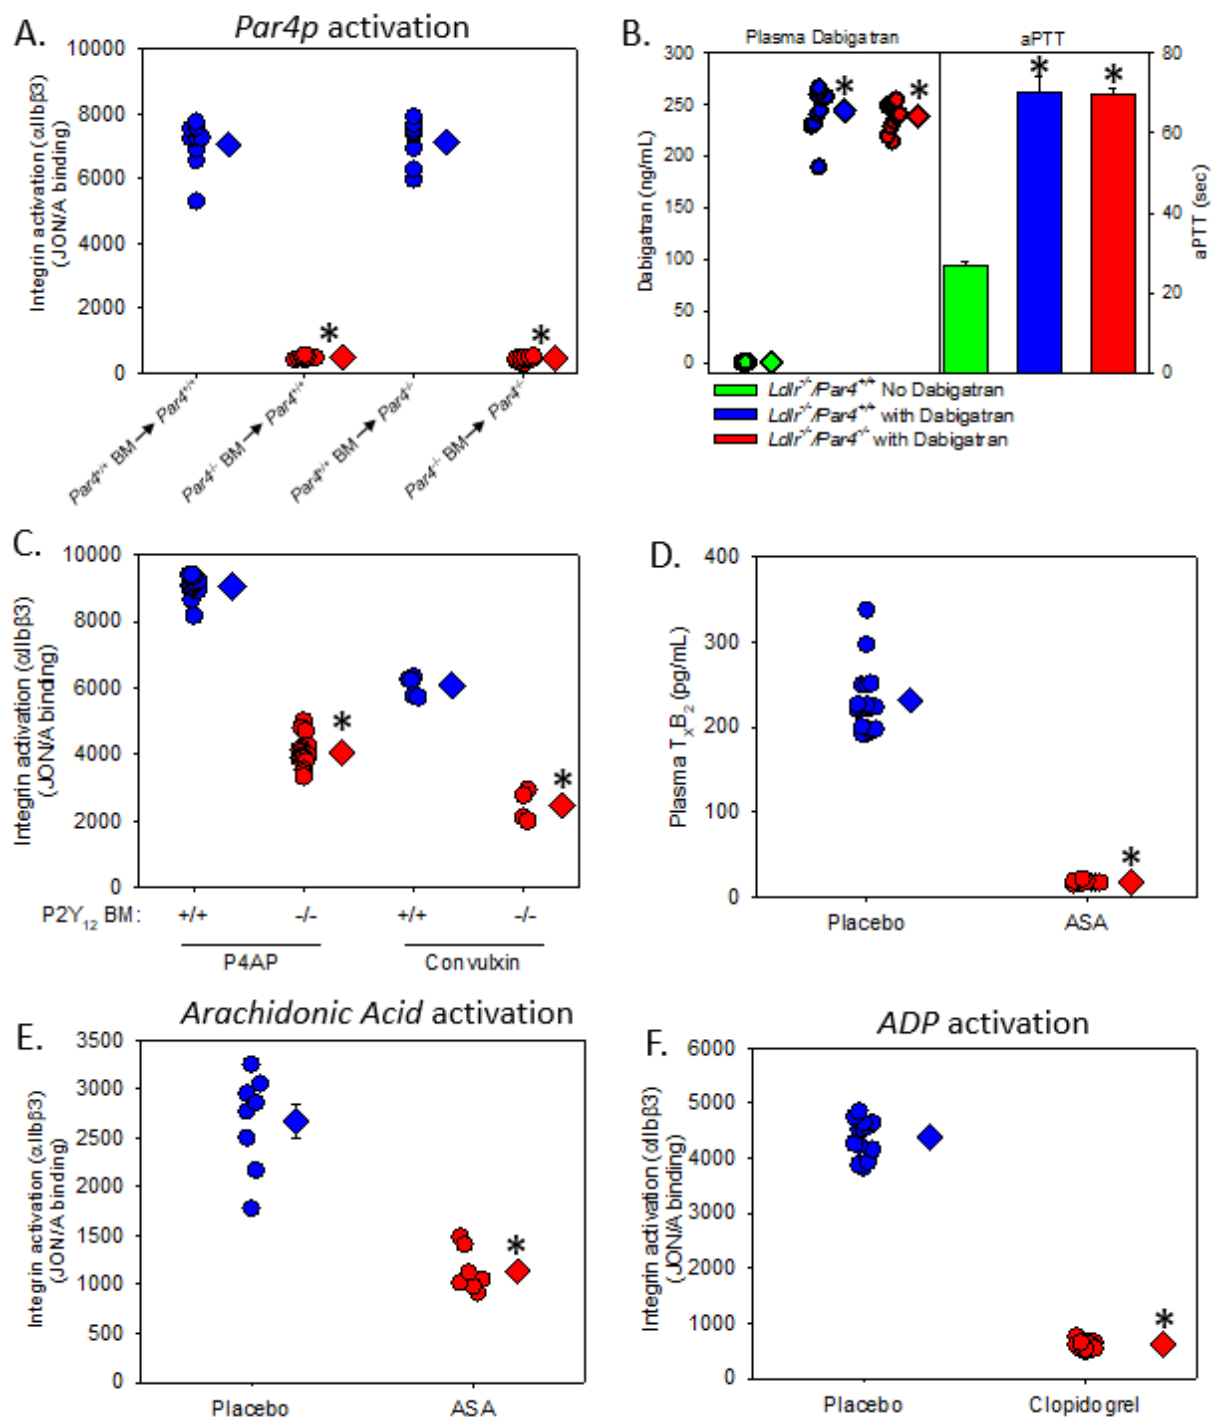 A.
Par4p activation
10000
8000
6000
4000
2000
0
Integrin activation (αIIbβ3)
(JON/A binding)
*
*
Par4+/+ BM → Par4+/+
Par4-/- BM → Par4+/+
Par4+/+ BM → Par4-/-
Par4-/- BM → Par4-/-
B.
Plasma Dabigatran
aPTT
300
250
200
150
100
50
0
Dabigatran (ng/mL)
* * * *
80
60
40
20
0
aPTT (sec)
Ldlr-/-/Par4+/+ No Dabigatran
Ldlr-/-/Par4+/+ with Dabigatran
Ldlr-/-/Par4-/- with Dabigatran
C.
10000
8000
6000
4000
2000
0
Integrin activation (αIIbβ3)
(JON/A binding)
*
*
P2Y12 BM: +/+ -/- +/+ -/-
P4AP Convulxin
D.
400
300
200
100
0
Plasma TxB2 (pg/mL)
*
Placebo ASA
E.
Arachidonic Acid activation
3500
3000
2500
2000
1500
1000
500
0
Integrin activation (αIIbβ3)
(JON/A binding)
*
Placebo ASA
F.
ADP activation
6000
5000
4000
3000
2000
1000
0
Integrin activation (αIIbβ3)
(JON/A binding)
*
Placebo Clopidogrel